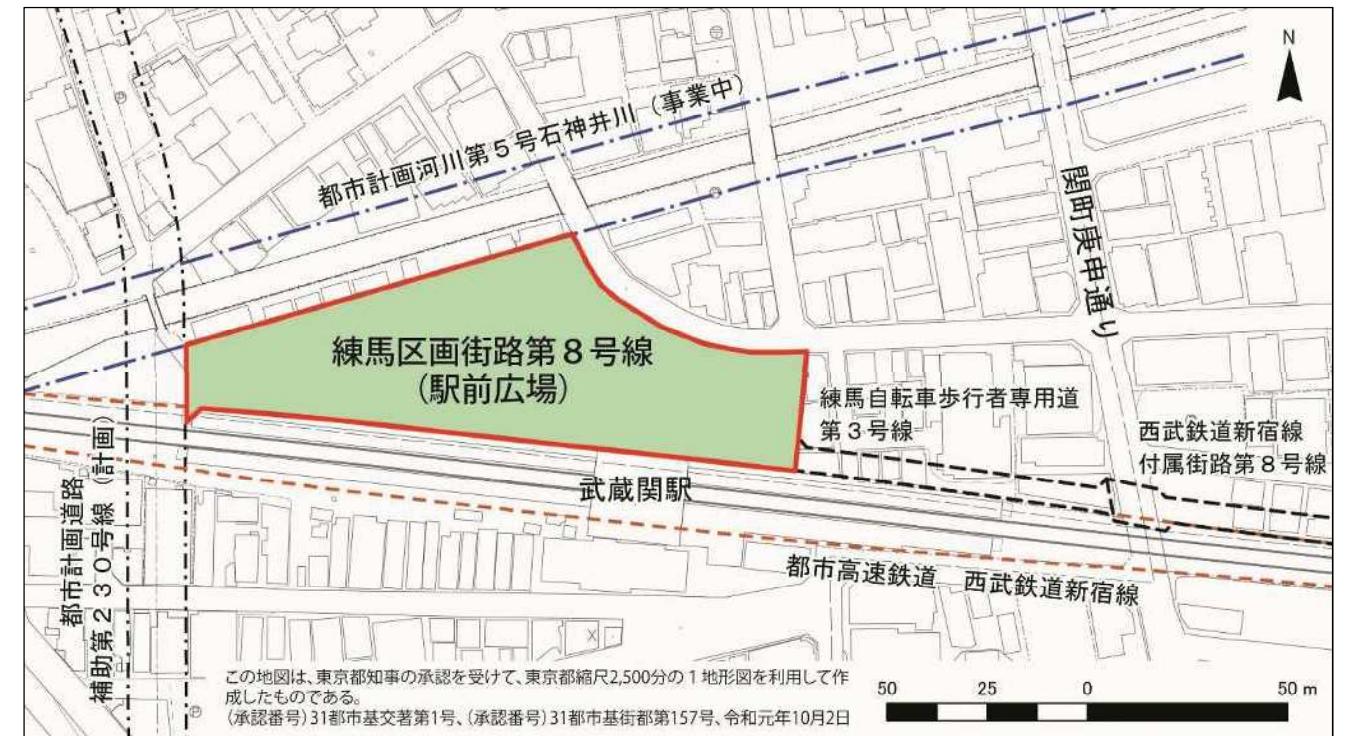 N
都市計画河川第５号石神井川（事業中）
関町庚申通り
練馬区画街路第８号線
（駅前広場）
練馬自転車歩行者専用道
第３号線
西武鉄道新宿線
付属街路第８号線
武蔵関駅
都市高速鉄道　西武鉄道新宿線
都市計画道路
補助第２３０号線（計画）
この地図は、東京都知事の承認を受けて、東京都縮尺2,500分の１地形図を利用して作
成したものである。
（承認番号）31都市基交著第1号、（承認番号）31都市基街都第157号、令和元年10月2日
50 25 0 50 m